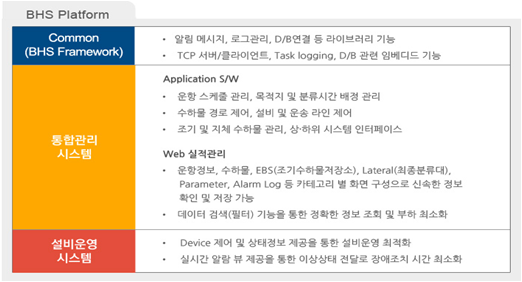 BHS Platform
Common
(BHS Framework)
• 알림 메시지, 로그관리, D/B연결 등 라이브러리 기능
• TCP 서버/클라이언트, Task logging, D/B 관련 임베디드 기능
통합관리
시스템
Application S/W
• 운항 스케줄 관리, 목적지 및 분류시간 배정 관리
• 수하물 경로 제어, 설비 및 운송 라인 제어
• 조기 및 지체 수하물 관리, 상·하위 시스템 인터페이스
Web 실적관리
• 운항정보, 수하물, EBS(조기수하물저장소), Lateral(최종분류대),
Parameter, Alarm Log 등 카테고리 별 화면 구성으로 신속한 정보
확인 및 저장 가능
• 데이터 검색(필터) 기능을 통한 정확한 정보 조회 및 부하 최소화
설비운영
시스템
• Device 제어 및 상태정보 제공을 통한 설비운영 최적화
• 실시간 알람 뷰 제공을 통한 이상상태 전달로 장애조치 시간 최소화